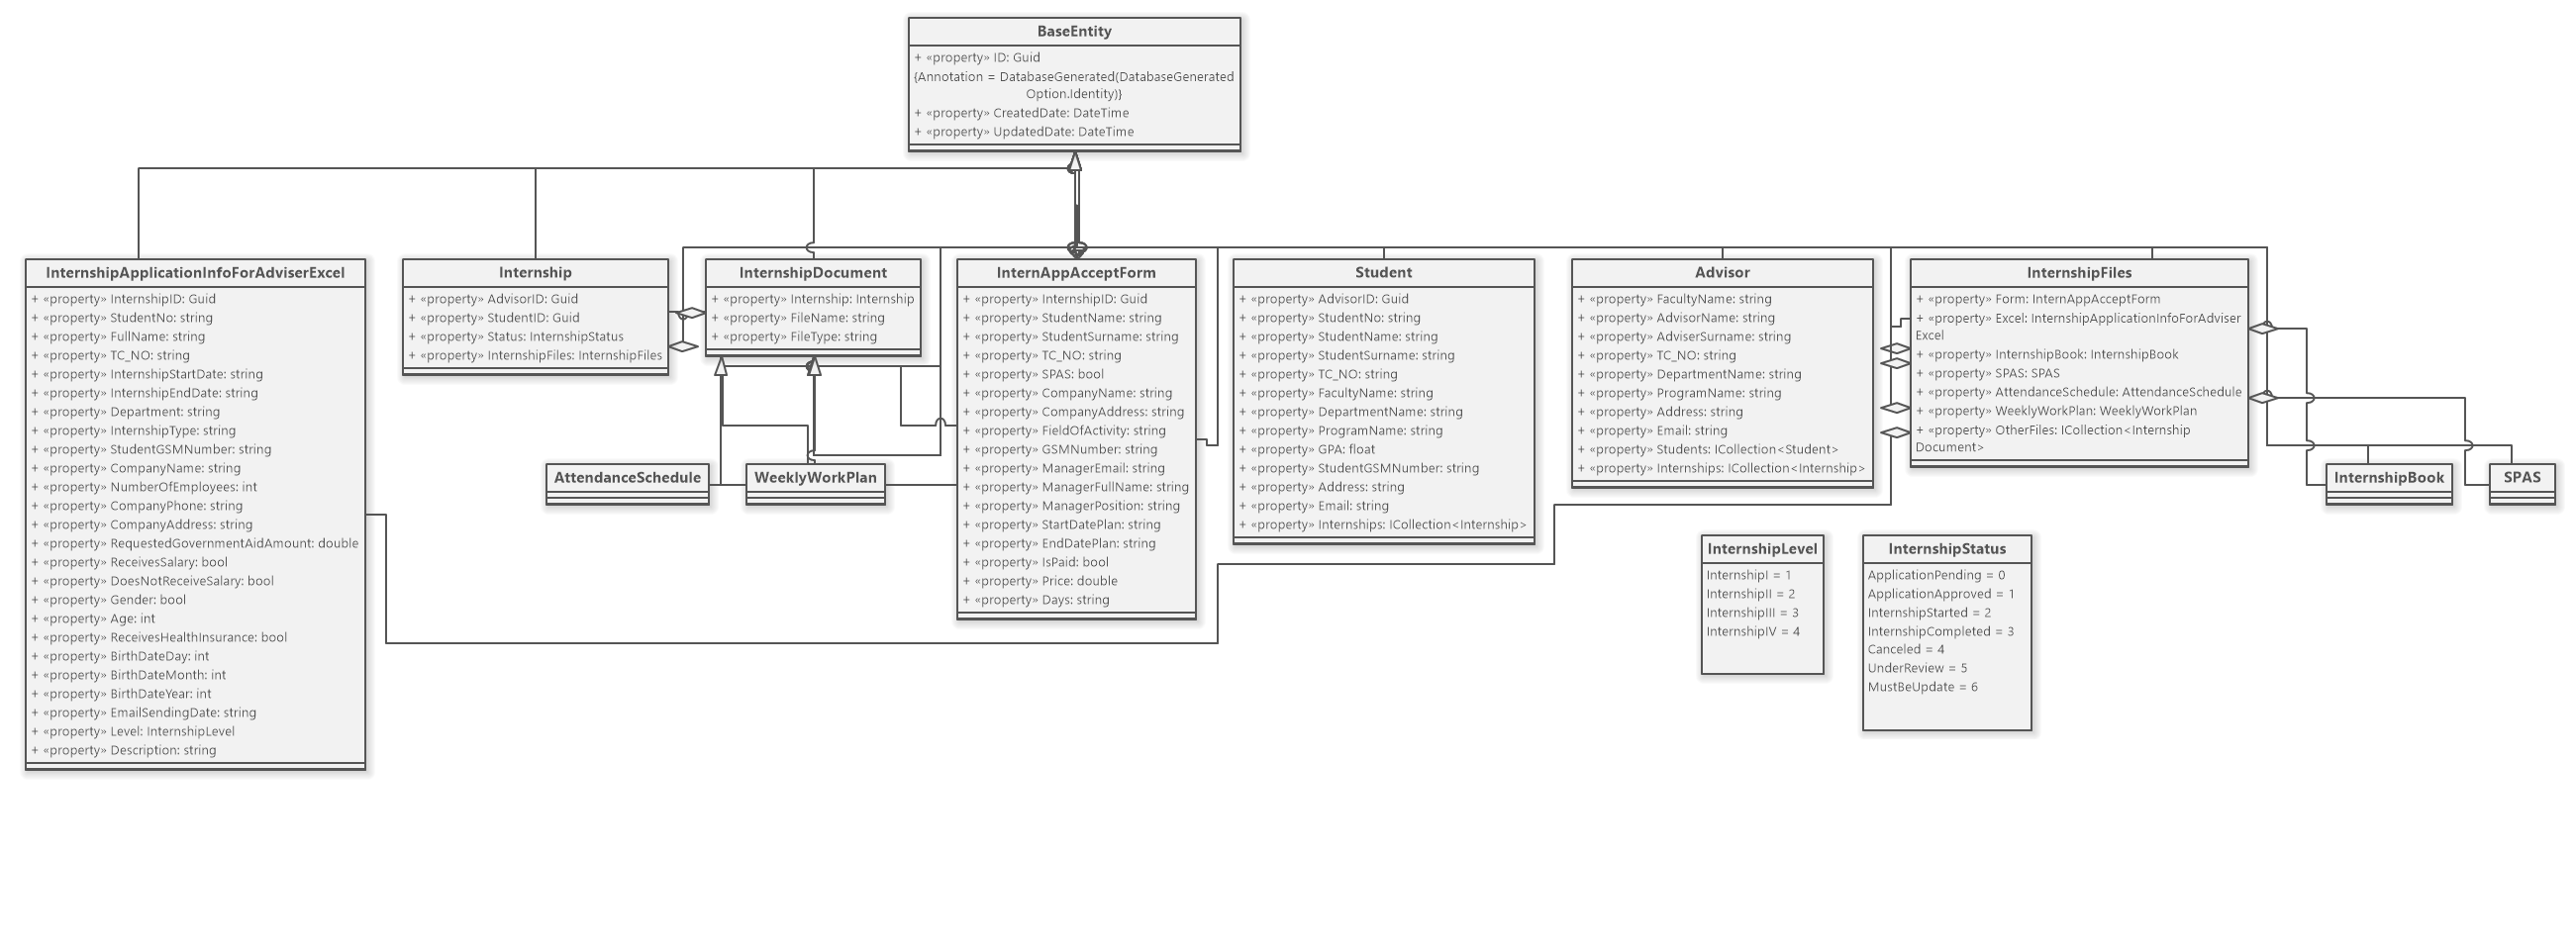 BaseEntity
+ «property» ID: Guid
{Annotation = DatabaseGenerated(DatabaseGenerated
Option.Identity)}
+ «property» CreatedDate: DateTime
+ «property» UpdatedDate: DateTime
InternshipApplicationInfoForAdviserExcel
+ «property» InternshipID: Guid
+ «property» StudentNo: string
+ «property» FullName: string
+ «property» TC_NO: string
+ «property» InternshipStartDate: string
+ «property» InternshipEndDate: string
+ «property» Department: string
+ «property» InternshipType: string
+ «property» StudentGSMNumber: string
+ «property» CompanyName: string
+ «property» NumberOfEmployees: int
+ «property» CompanyPhone: string
+ «property» CompanyAddress: string
+ «property» RequestedGovernmentAidAmount: double
+ «property» ReceivesSalary: bool
+ «property» DoesNotReceiveSalary: bool
+ «property» Gender: bool
+ «property» Age: int
+ «property» ReceivesHealthInsurance: bool
+ «property» BirthDateDay: int
+ «property» BirthDateMonth: int
+ «property» BirthDateYear: int
+ «property» EmailSendingDate: string
+ «property» Level: InternshipLevel
+ «property» Description: string
Internship
+ «property» AdvisorID: Guid
+ «property» StudentID: Guid
+ «property» Status: InternshipStatus
+ «property» InternshipFiles: InternshipFiles
InternshipDocument
+ «property» Internship: Internship
+ «property» FileName: string
+ «property» FileType: string
InternAppAcceptForm
+ «property» InternshipID: Guid
+ «property» StudentName: string
+ «property» StudentSurname: string
+ «property» TC_NO: string
+ «property» SPAS: bool
+ «property» CompanyName: string
+ «property» CompanyAddress: string
+ «property» FieldOfActivity: string
+ «property» GSMNumber: string
+ «property» ManagerEmail: string
+ «property» ManagerFullName: string
+ «property» ManagerPosition: string
+ «property» StartDatePlan: string
+ «property» EndDatePlan: string
+ «property» IsPaid: bool
+ «property» Price: double
+ «property» Days: string
Student
+ «property» AdvisorID: Guid
+ «property» StudentNo: string
+ «property» StudentName: string
+ «property» StudentSurname: string
+ «property» TC_NO: string
+ «property» FacultyName: string
+ «property» DepartmentName: string
+ «property» ProgramName: string
+ «property» GPA: float
+ «property» StudentGSMNumber: string
+ «property» Address: string
+ «property» Email: string
+ «property» Internships: ICollection<Internship>
Advisor
+ «property» FacultyName: string
+ «property» AdvisorName: string
+ «property» AdviserSurname: string
+ «property» TC_NO: string
+ «property» DepartmentName: string
+ «property» ProgramName: string
+ «property» Address: string
+ «property» Email: string
+ «property» Students: ICollection<Student>
+ «property» Internships: ICollection<Internship>
InternshipFiles
+ «property» Form: InternAppAcceptForm
+ «property» Excel: InternshipApplicationInfoForAdviser
Excel
+ «property» InternshipBook: InternshipBook
+ «property» SPAS: SPAS
+ «property» AttendanceSchedule: AttendanceSchedule
+ «property» WeeklyWorkPlan: WeeklyWorkPlan
+ «property» OtherFiles: ICollection<Internship
Document>
AttendanceSchedule
WeeklyWorkPlan
InternshipBook
SPAS
InternshipLevel
InternshipI = 1
InternshipII = 2
InternshipIII = 3
InternshipIV = 4
InternshipStatus
ApplicationPending = 0
ApplicationApproved = 1
InternshipStarted = 2
InternshipCompleted = 3
Canceled = 4
UnderReview = 5
MustBeUpdate = 6